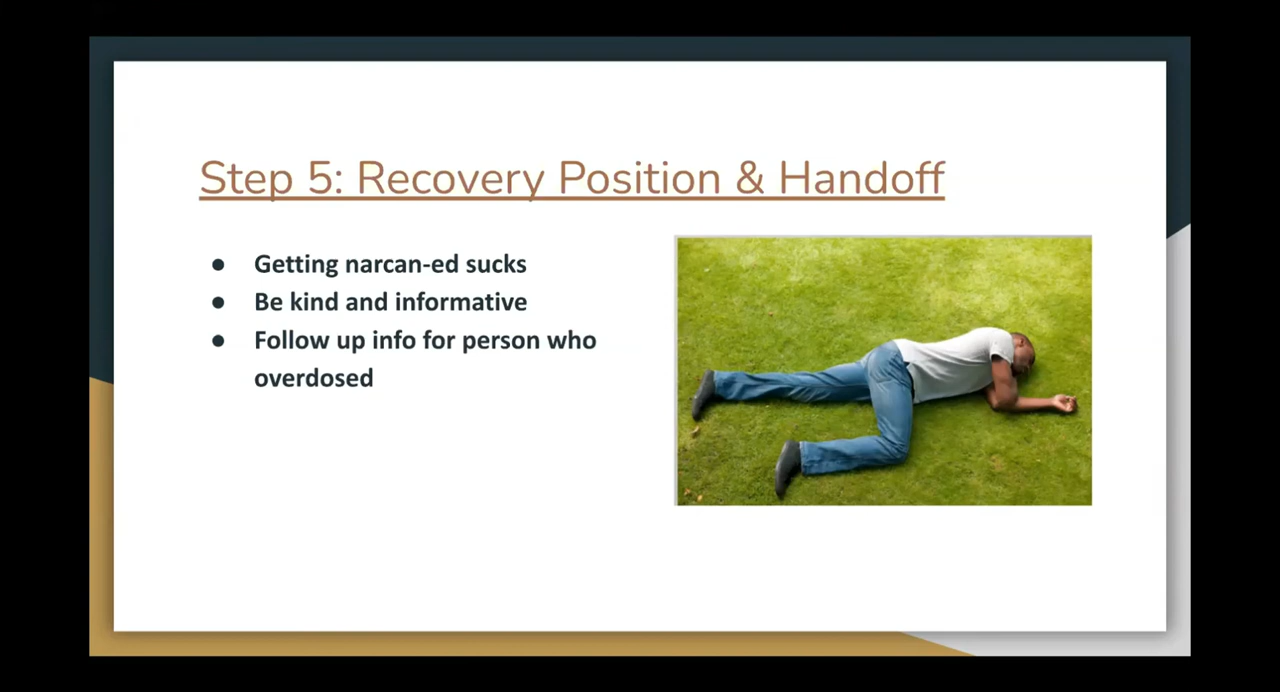 Step 5: Recovery Position & Handoff
● Getting narcan-ed sucks
● Be kind and informative
● Follow up info for person who
overdosed